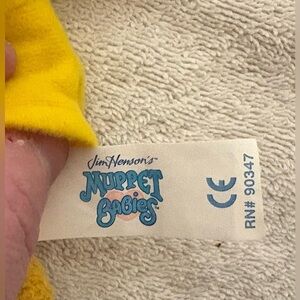 Jim Henson's
MUPPET
BABIES
CE
RN# 90347